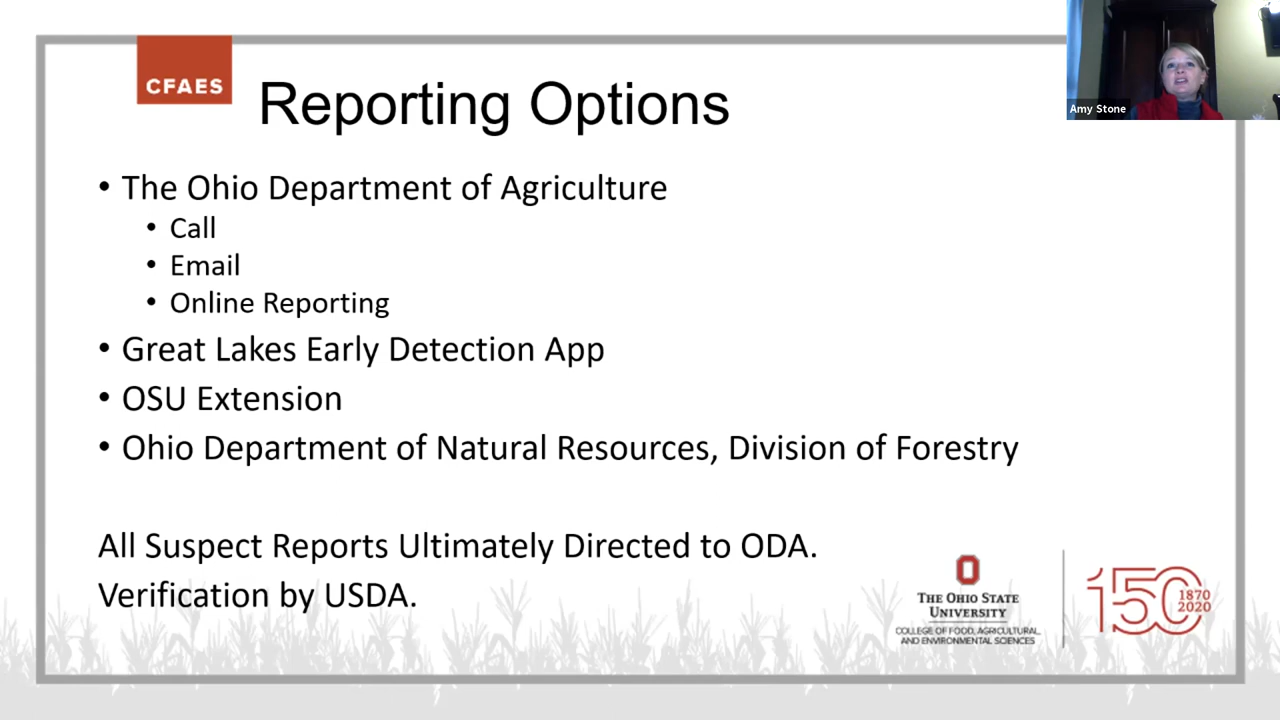 CFAES
Reporting Options
Amy Stone
• The Ohio Department of Agriculture
• Call
• Email
• Online Reporting
• Great Lakes Early Detection App
• OSU Extension
• Ohio Department of Natural Resources, Division of Forestry
All Suspect Reports Ultimately Directed to ODA.
Verification by USDA.
THE OHIO STATE
UNIVERSITY
COLLEGE OF FOOD, AGRICULTURAL,
AND ENVIRONMENTAL SCIENCES
150
1870
2020